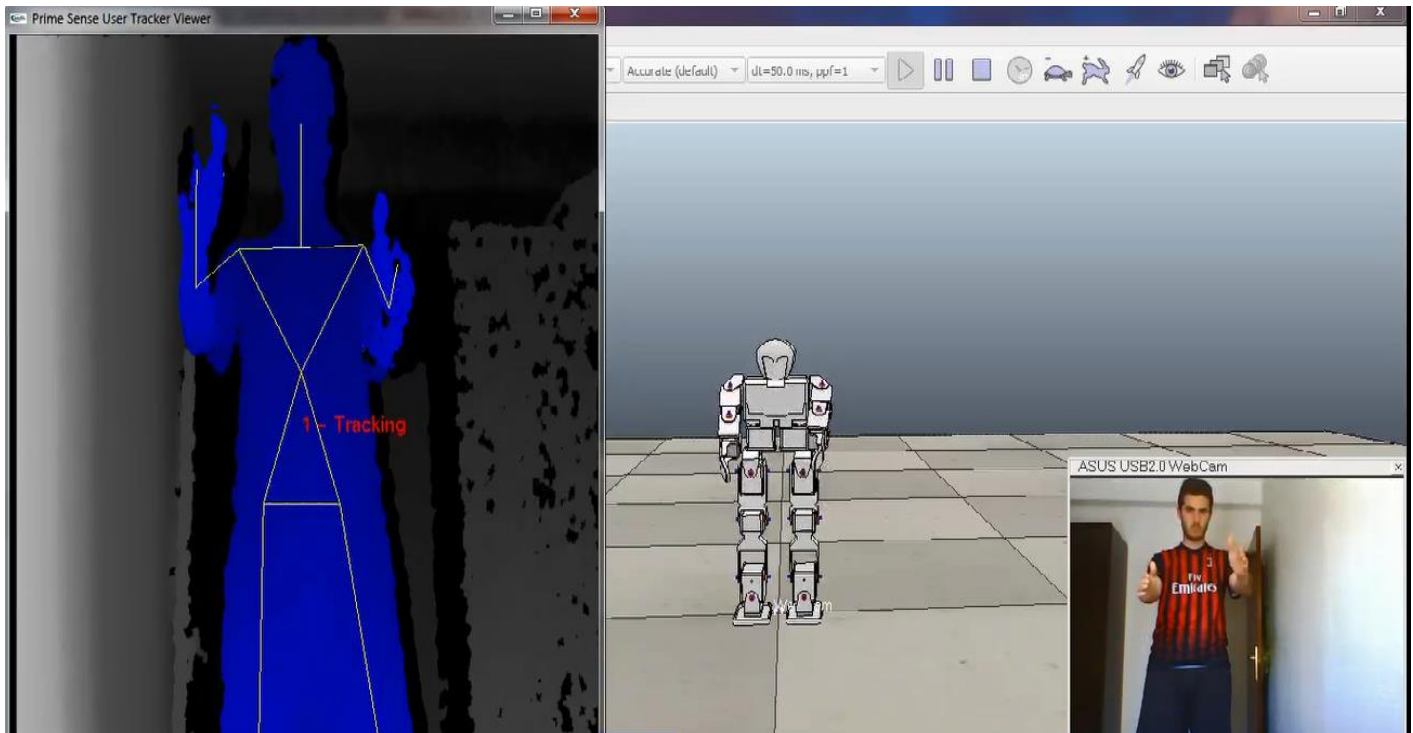 Prime Sense User Tracker Viewer
1 - Tracking
Accurate (default)
dt=50.0 ms, ppf=1
ASUS USB2.0 WebCam
Fly
Emirates